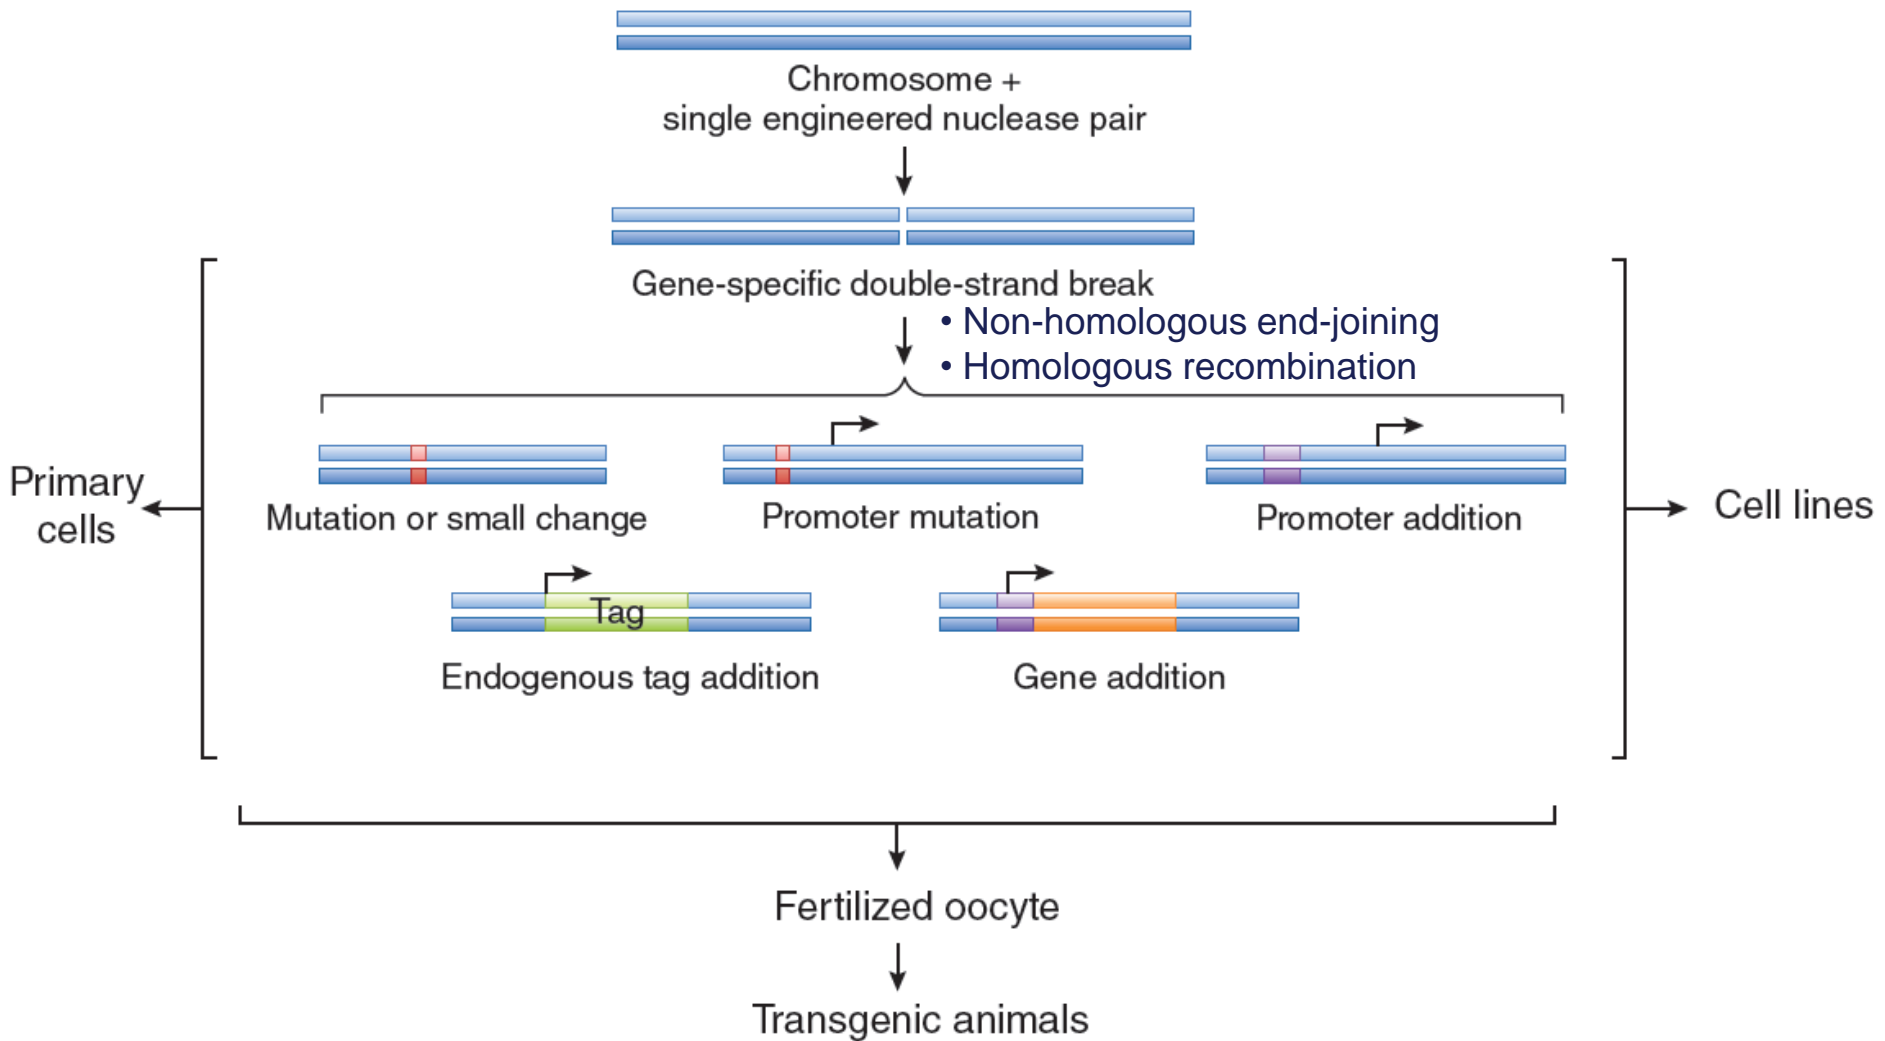 Chromosome +
single engineered nuclease pair
Gene-specific double-strand break
• Non-homologous end-joining
• Homologous recombination
Primary
cells
Mutation or small change
Promoter mutation
Promoter addition
Cell lines
Tag
Endogenous tag addition
Gene addition
Fertilized oocyte
Transgenic animals